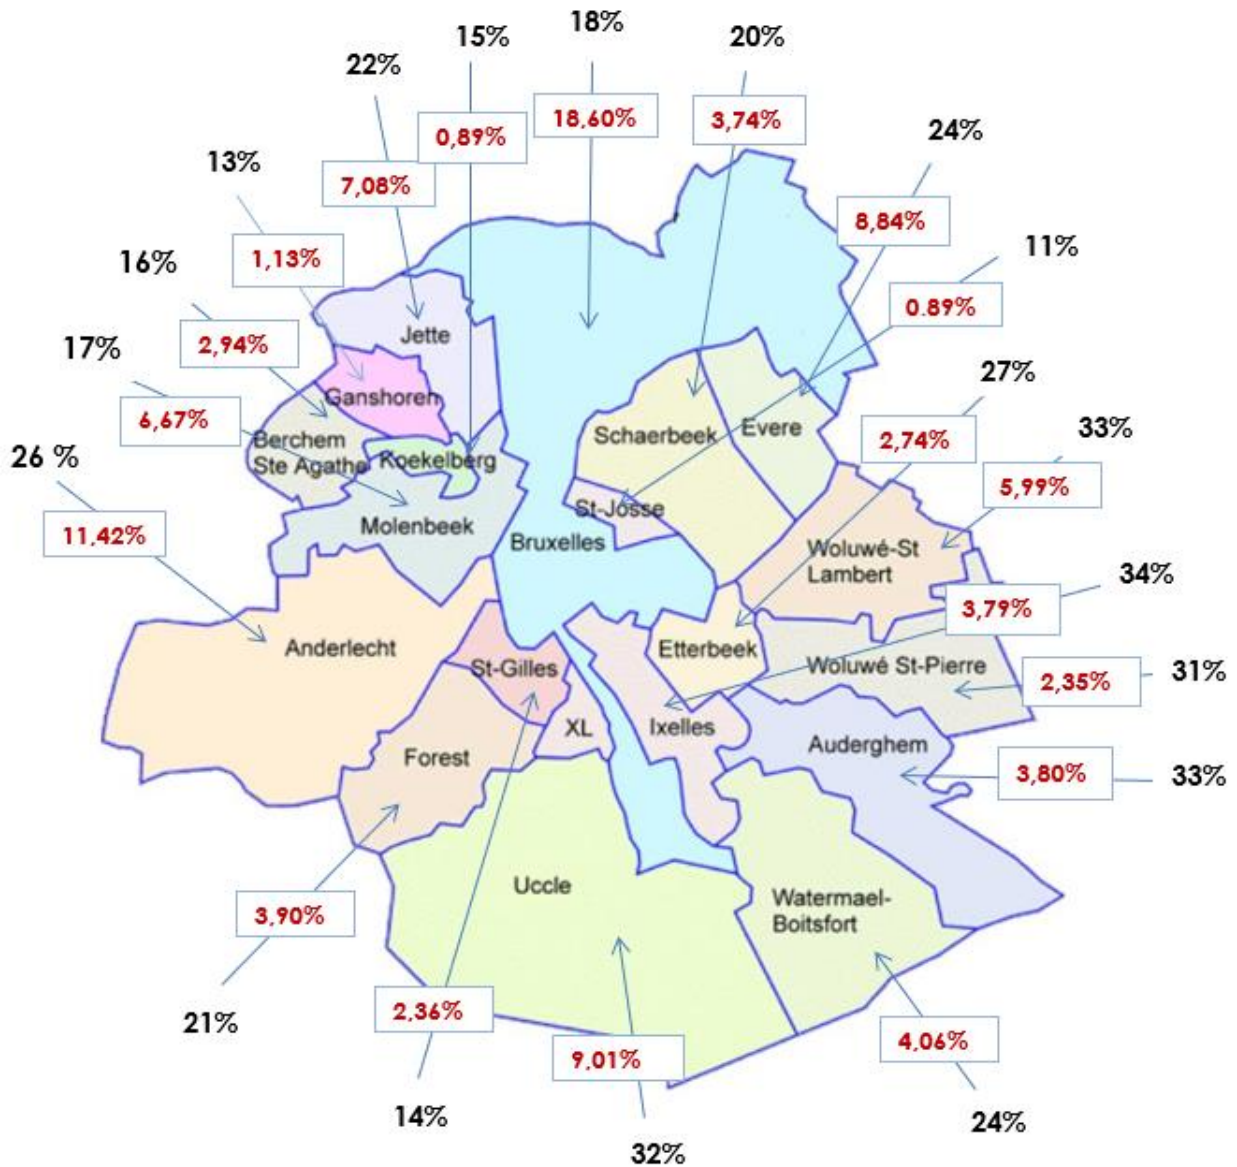 18%
15%
20%
22%
18,60%
3,74%
0,89%
24%
13%
7,08%
8,84%
11%
1,13%
16%
0.89%
Jette
2,94%
17%
27%
Ganshoren
6,67%
Schaerbeek
Evere
2,74%
33%
Berchem
Ste Agathe
Koekelberg
26 %
5,99%
St-Josse
11,42%
Molenbeek
Bruxelles
Woluwé-St
Lambert
34%
3,79%
Anderlecht
Etterbeek
St-Gilles
Woluwé St-Pierre
31%
2,35%
XL
Ixelles
Auderghem
Forest
3,80%
33%
Uccle
Watermael-
Boitsfort
3,90%
2,36%
21%
4,06%
9,01%
14%
24%
32%